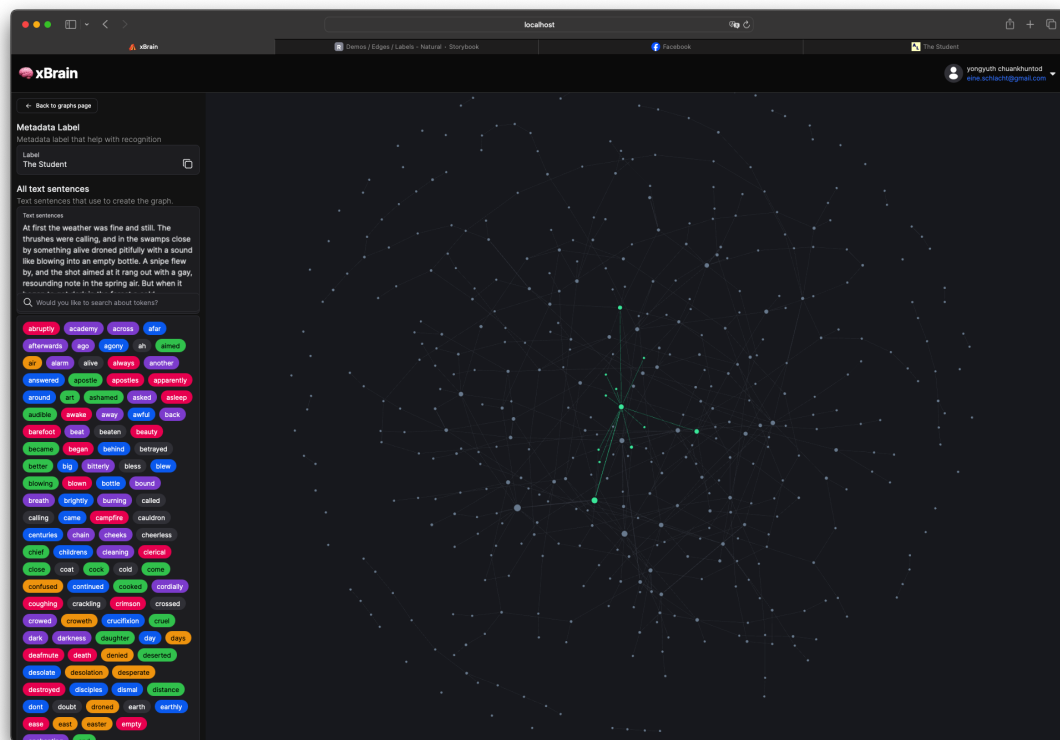 localhost
xBrain
Demos / Edges / Labels - Natural · Storybook
Facebook
The Student
xBrain
yongyuth chuankhuntod
eine.schlacht@gmail.com
← Back to graphs page
Metadata Label
Metadata label that help with recognition
Label
The Student
All text sentences
Text sentences that use to create the graph.
Text sentences
At first the weather was fine and still. The
thrushes were calling, and in the swamps close
by something alive droned pitifully with a sound
like blowing into an empty bottle. A snipe flew
by, and the shot aimed at it rang out with a gay,
resounding note in the spring air. But when it
Would you like to search about tokens?
abruptly academy across afar
afterwards ago agony ah aimed
air alarm alive always another
answered apostle apostles apparently
around art ashamed asked asleep
audible awake away awful back
barefoot beat beaten beauty
became began behind betrayed
better big bitterly bless blew
blowing blown bottle bound
breath brightly burning called
calling came campfire cauldron
centuries chain cheeks cheerless
chief childrens cleaning clerical
close coat cock cold come
confused continued cooked cordially
coughing crackling crimson crossed
crowed croweth crucifixion cruel
dark darkness daughter day days
deafmute death denied deserted
desolate desolation desperate
destroyed disciples dismal distance
dont doubt droned earth earthly
ease east easter empty